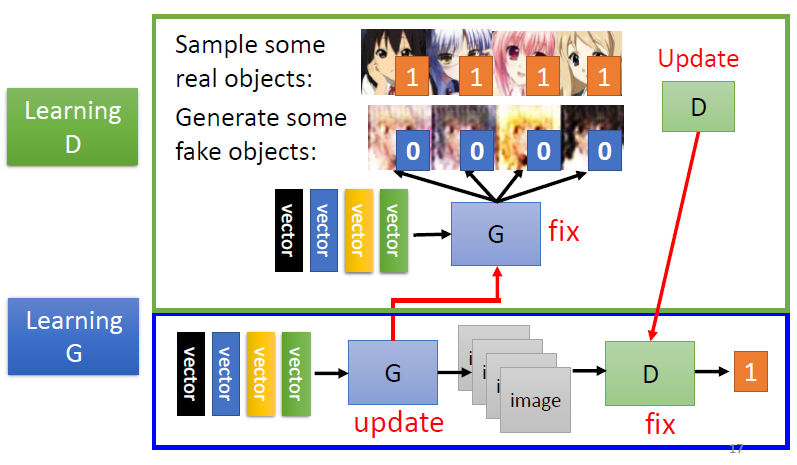 Sample some
real objects:
1 1 1 1
Update
D
Learning
D
Generate some
fake objects:
0 0 0 0
vector vector vector vector
G
fix
Learning
G
vector vector vector vector
G
update
i
i
i
image
D
fix
1
17